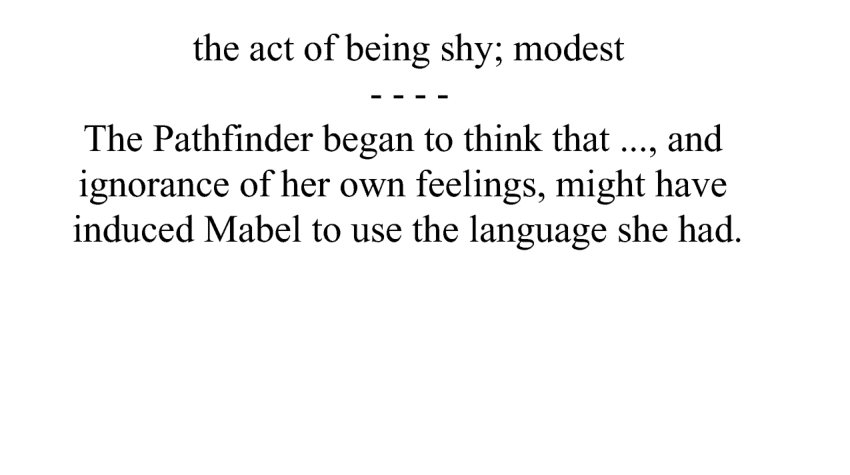 the act of being shy; modest
- - - -
The Pathfinder began to think that ..., and
ignorance of her own feelings, might have
induced Mabel to use the language she had.